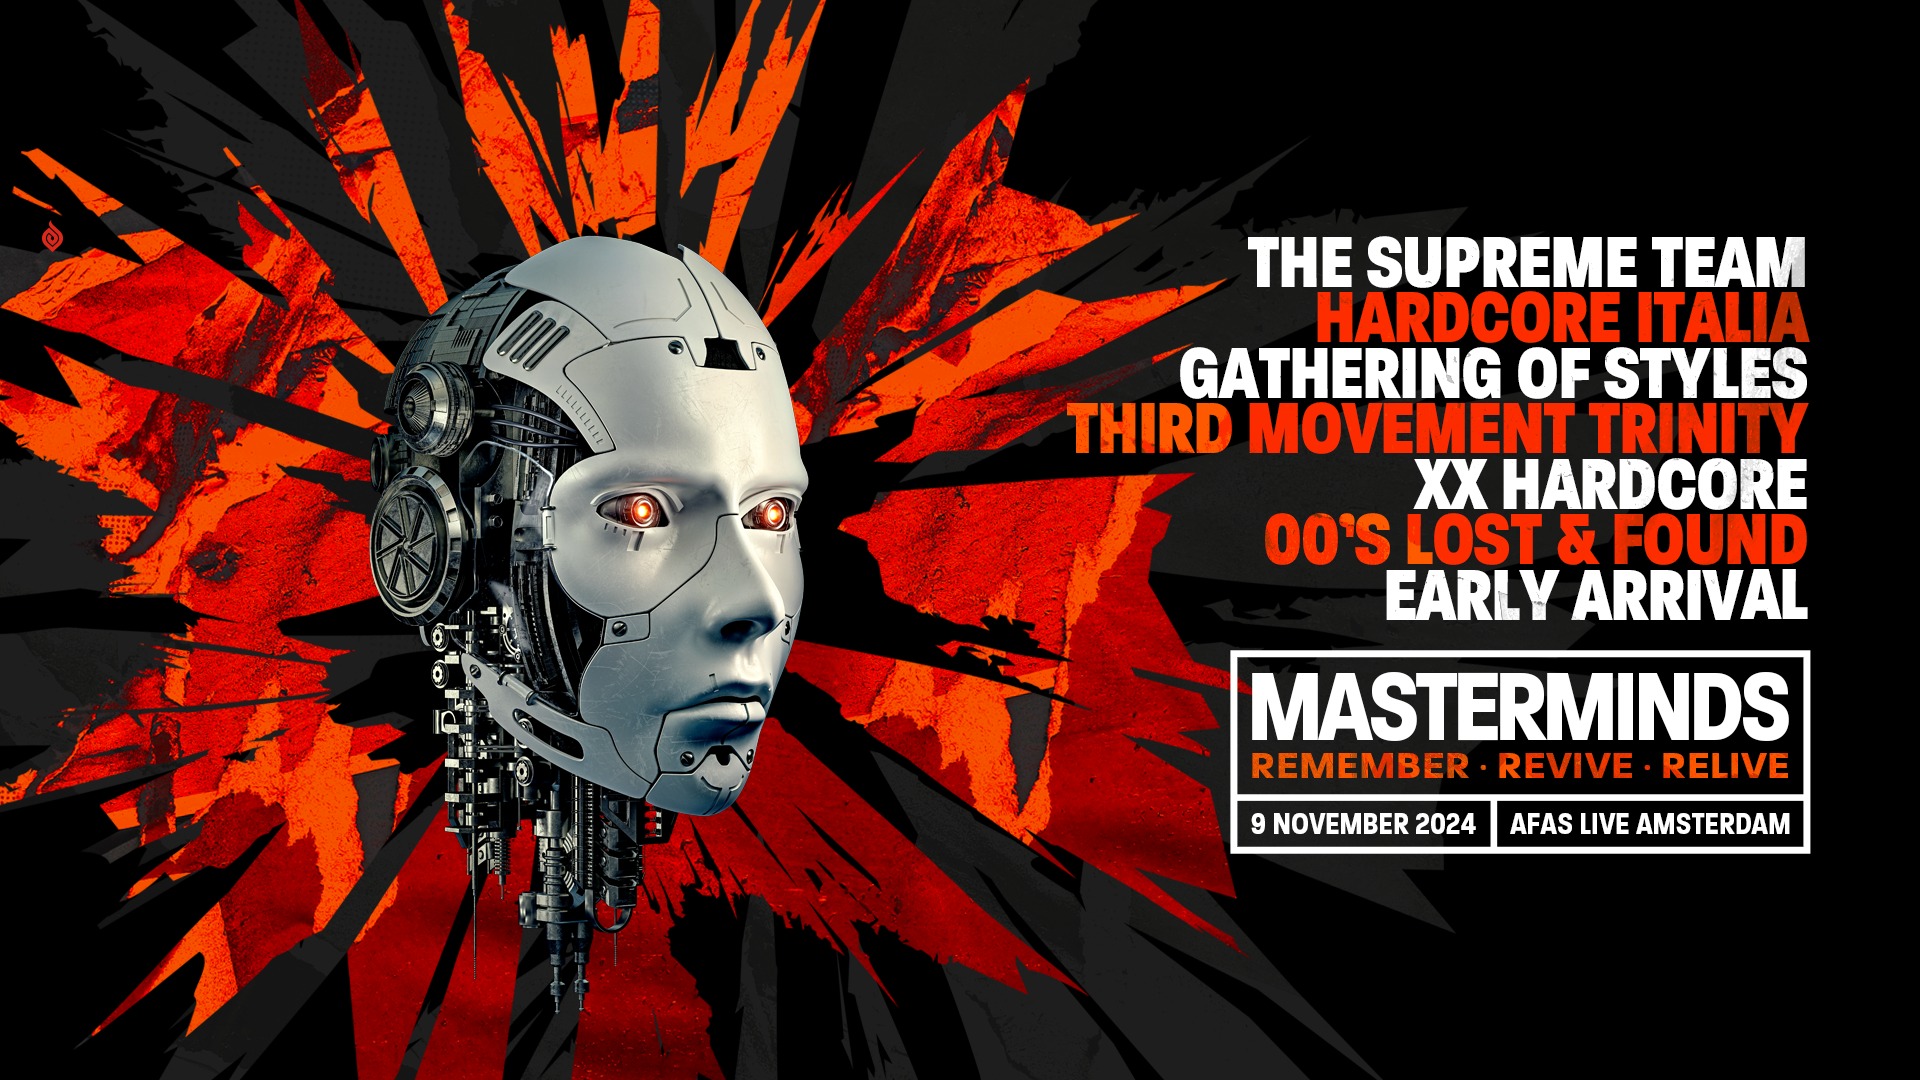 THE SUPREME TEAM
HARDCORE ITALIA
GATHERING OF STYLES
THIRD MOVEMENT TRINITY
XX HARDCORE
00'S LOST & FOUND
EARLY ARRIVAL
MASTERMINDS
REMEMBER · REVIVE · RELIVE
9 NOVEMBER 2024
AFAS LIVE AMSTERDAM